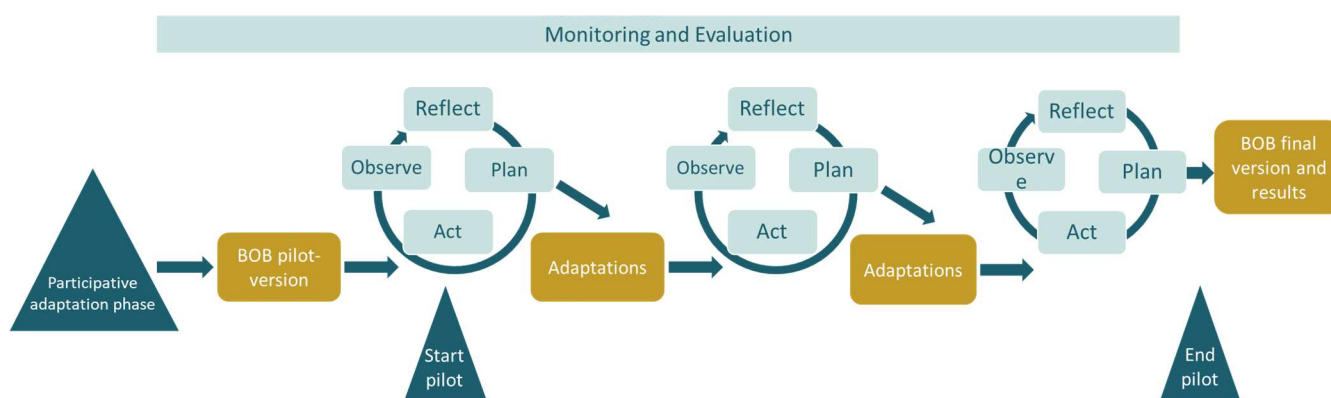 Monitoring and Evaluation
Participative
adaptation phase
BOB pilot-
version
Reflect
Observe
Plan
Act
Start
pilot
Adaptations
Reflect
Observe
Plan
Act
Adaptations
Reflect
Observ
e
Plan
Act
BOB final
version and
results
End
pilot